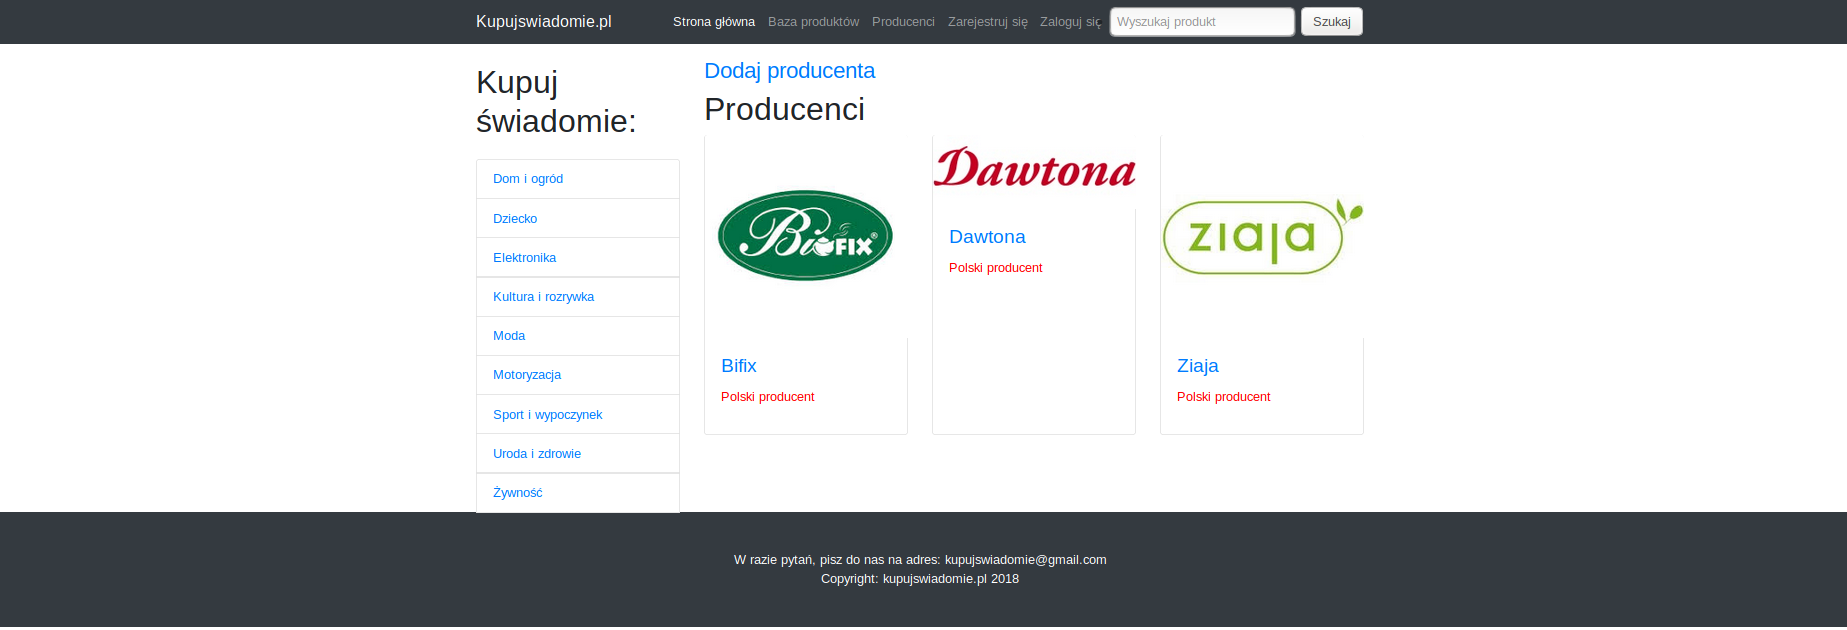 Kupujswiadomie.pl Strona główna Baza produktów Producenci Zarejestruj się Zaloguj się Wyszukaj produkt Szukaj
Kupuj
świadomie:
Dom i ogród
Dziecko
Elektronika
Kultura i rozrywka
Moda
Motoryzacja
Sport i wypoczynek
Uroda i zdrowie
Żywność
Dodaj producenta
Producenci
BioFIX®
Bifix
Polski producent
Dawtona
Dawtona
Polski producent
ziaja
Ziaja
Polski producent
W razie pytań, pisz do nas na adres: kupujswiadomie@gmail.com
Copyright: kupujswiadomie.pl 2018